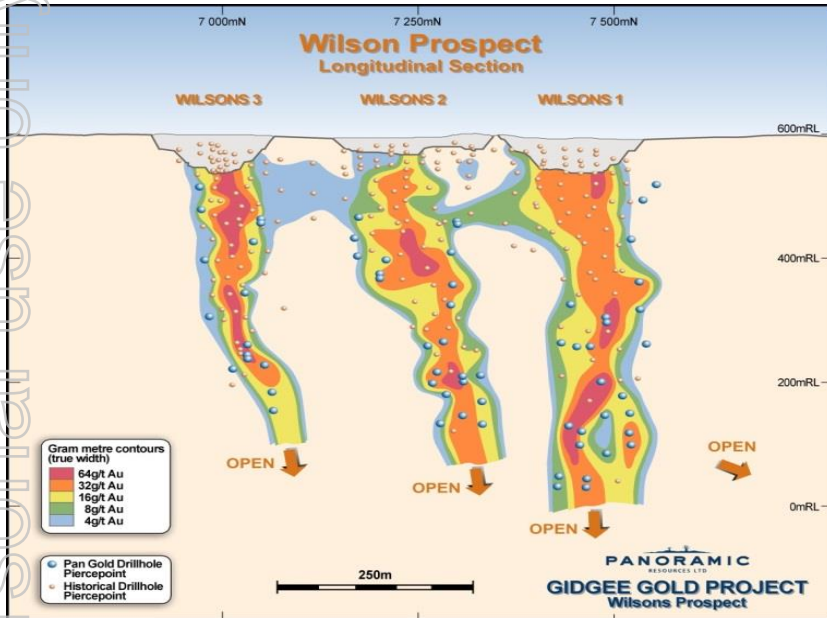 7 000mN
7 250mN
7 500mN
Wilson Prospect
Longitudinal Section
WILSONS 3
WILSONS 2
WILSONS 1
600mRL
400mRL
200mRL
0mRL
OPEN
OPEN
OPEN
OPEN
Gram metre contours
(true width)
64g/t Au
32g/t Au
16g/t Au
8g/t Au
4g/t Au
Pan Gold Drillhole
Piercepoint
Historical Drillhole
Piercepoint
250m
PANORAMIC
RESOURCES LTD
GIDGEE GOLD PROJECT
Wilsons Prospect